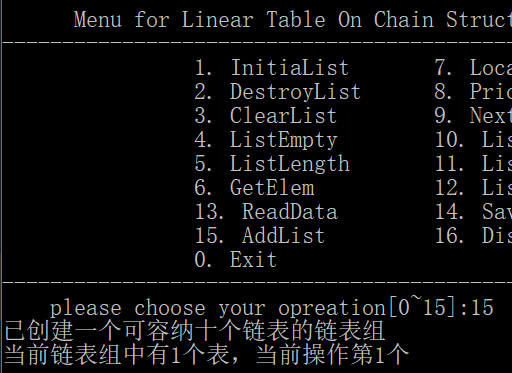 Menu for Linear Table On Chain Struct
1. InitiaList 7. Loca
2. DestroyList 8. Prio
3. ClearList 9. Next
4. ListEmpty 10. Lis
5. ListLength 11. Lis
6. GetElem 12. Lis
13. ReadData 14. Sav
15. AddList 16. Dis
0. Exit
please choose your opreation[0~15]:15
已创建一个可容纳十个链表的链表组
当前链表组中有1个表，当前操作第1个